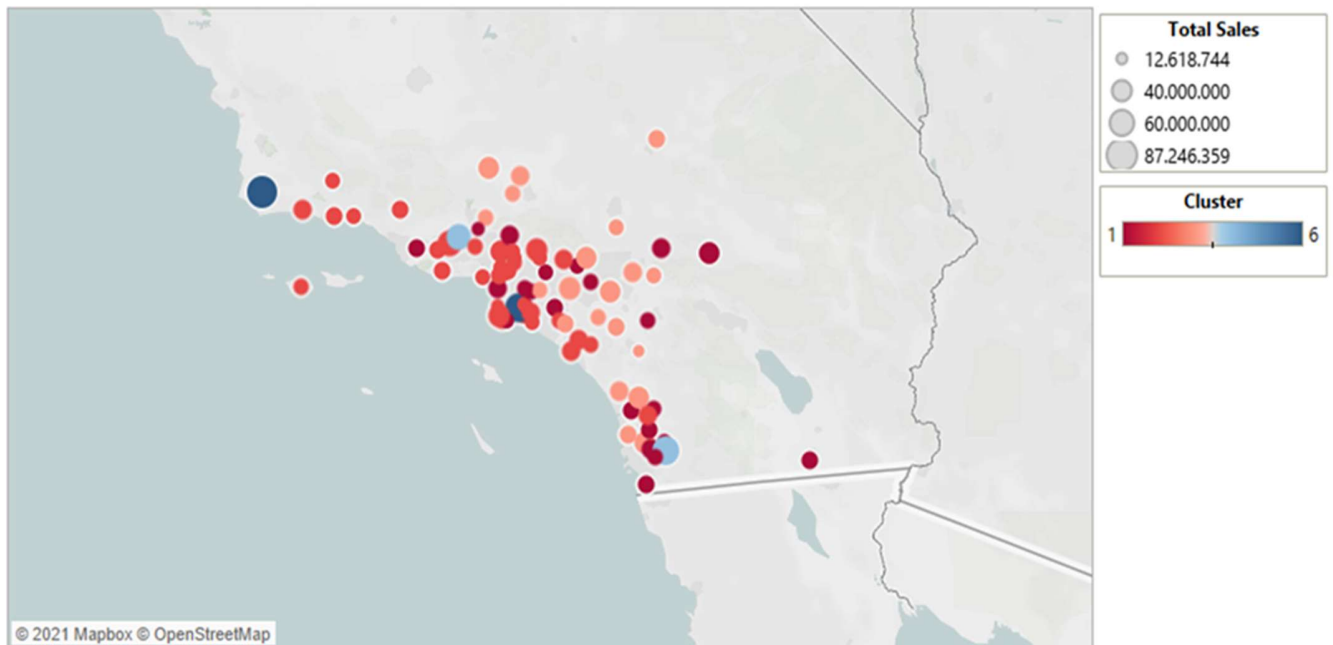 Total Sales
12.618.744
40.000.000
60.000.000
87.246.359
Cluster
1 6
© 2021 Mapbox © OpenStreetMap